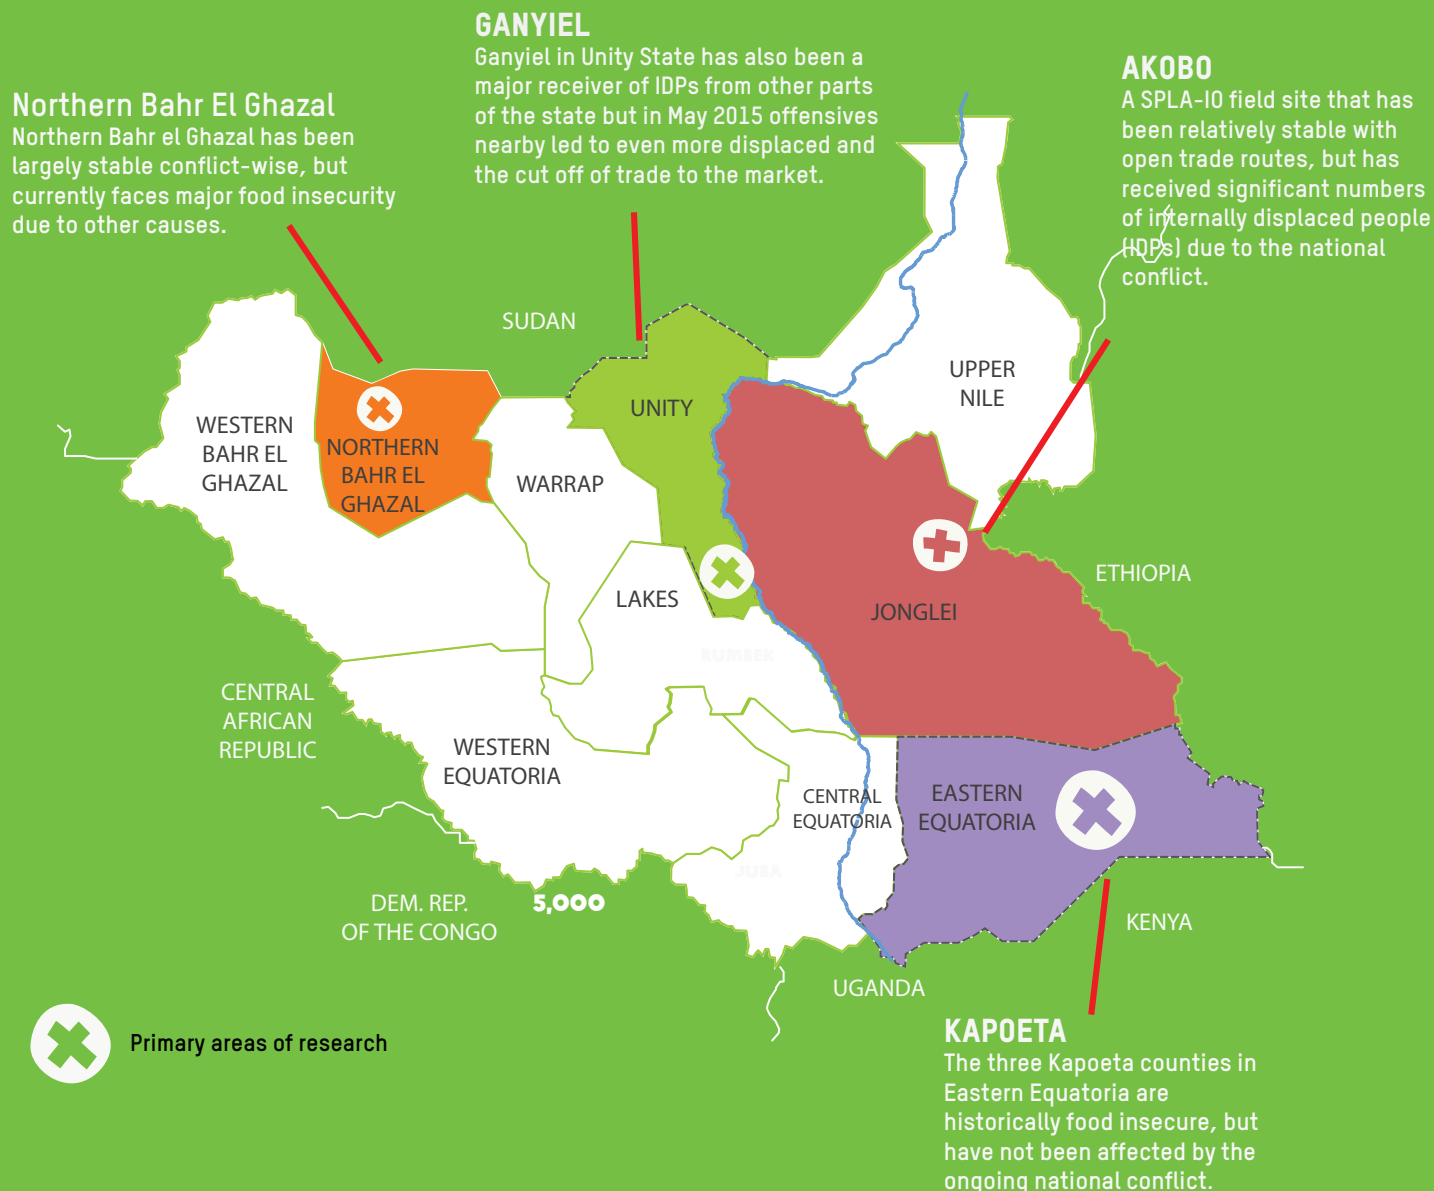 GANYIEL
Ganyiel in Unity State has also been a
major receiver of IDPs from other parts
of the state but in May 2015 offensives
nearby led to even more displaced and
the cut off of trade to the market.
AKOBO
A SPLA-IO field site that has
been relatively stable with
open trade routes, but has
received significant numbers
of internally displaced people
(IDPs) due to the national
conflict.
Northern Bahr El Ghazal
Northern Bahr el Ghazal has been
largely stable conflict-wise, but
currently faces major food insecurity
due to other causes.
SUDAN
UPPER
NILE
UNITY
WESTERN
BAHR EL
GHAZAL
NORTHERN
BAHR EL
GHAZAL
WARRAP
ETHIOPIA
LAKES
JONGLEI
RUMBEK
CENTRAL
AFRICAN
REPUBLIC
WESTERN
EQUATORIA
CENTRAL
EQUATORIA
EASTERN
EQUATORIA
JUBA
DEM. REP.
OF THE CONGO
5,000
KENYA
UGANDA
Primary areas of research
KAPOETA
The three Kapoeta counties in
Eastern Equatoria are
historically food insecure, but
have not been affected by the
ongoing national conflict.